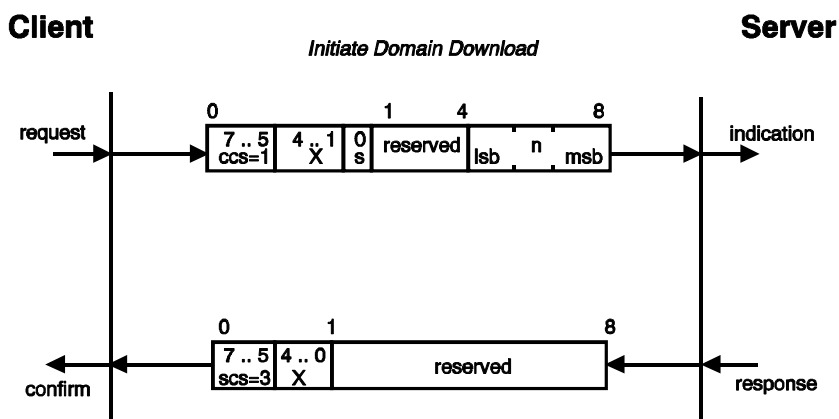 Client
Server
Initiate Domain Download
0 1 4 8
request
7 .. 5 4 .. 1 0 reserved n
ccs=1 X s lsb msb
indication
0 1 8
7 .. 5 4 .. 0 reserved
scs=3 X
confirm
response